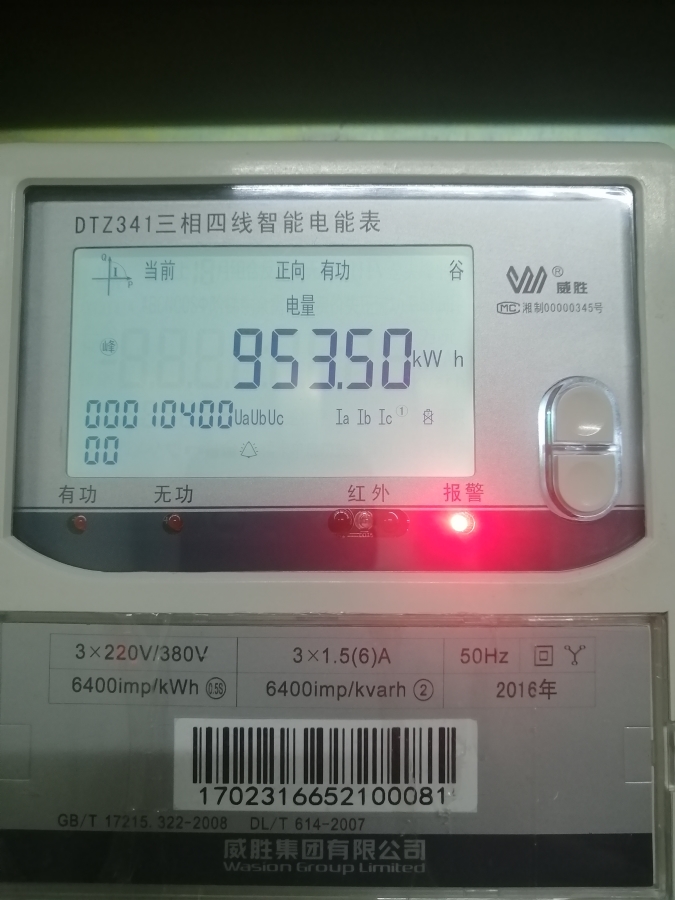 DTZ341三相四线智能电能表
Q
I
P
当前 正向 有功 谷
电量
峰
953.50 kW h
00010400 UaUbUc Ia Ib Ic ①
00
威胜®
MC 湘制00000345号
有功 无功 红外 报警
3×220V/380V 3×1.5(6)A 50Hz
6400imp/kWh 0.5S 6400imp/kvarh ② 2016年
1702316652100081
GB/T 17215.322-2008 DL/T 614-2007
威胜集团有限公司
Wasion Group Limited